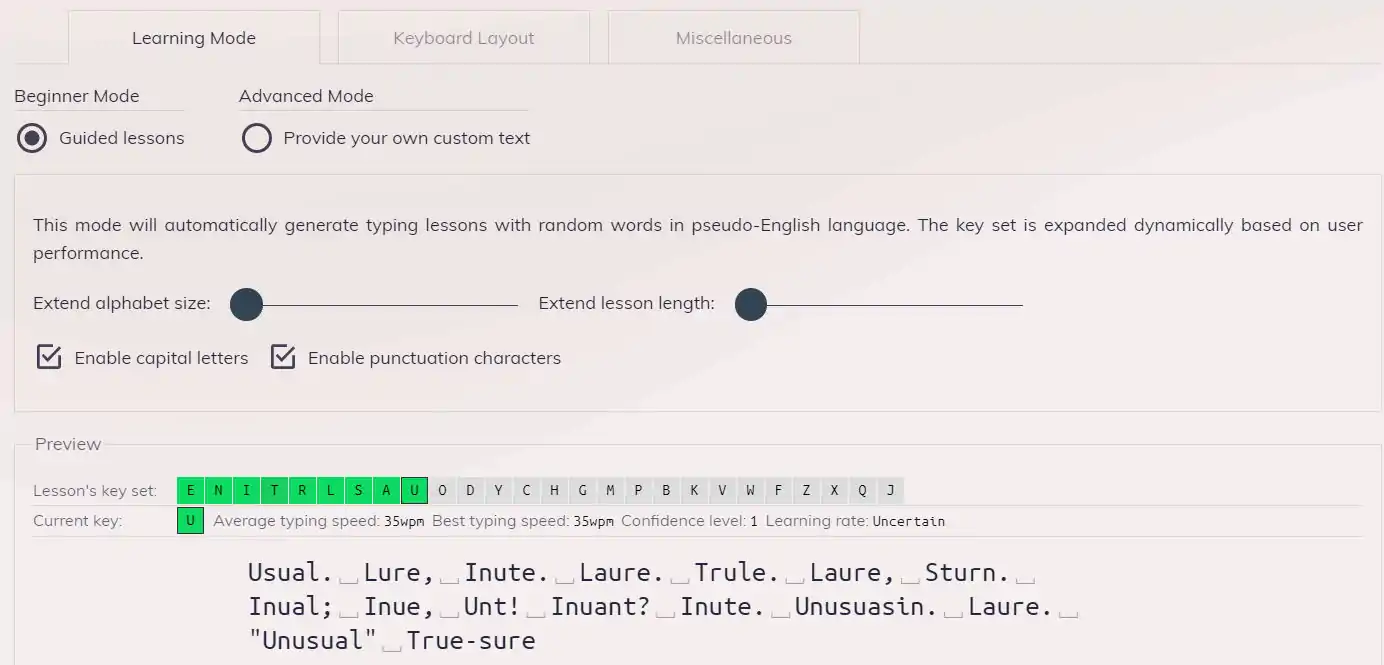 Learning Mode Keyboard Layout Miscellaneous
Beginner Mode Advanced Mode
Guided lessons Provide your own custom text
This mode will automatically generate typing lessons with random words in pseudo-English language. The key set is expanded dynamically based on user
performance.
Extend alphabet size: Extend lesson length:
Enable capital letters Enable punctuation characters
Preview
Lesson's key set: E N I T R L S A U O D Y C H G M P B K V W F Z X Q J
Current key: U Average typing speed: 35wpm Best typing speed: 35wpm Confidence level: 1 Learning rate: Uncertain
Usual. Lure, Inute. Laure. Trule. Laure, Sturn.
Inual; Inue, Unt! Inuant? Inute. Unusuasin. Laure.
"Unusual" True-sure